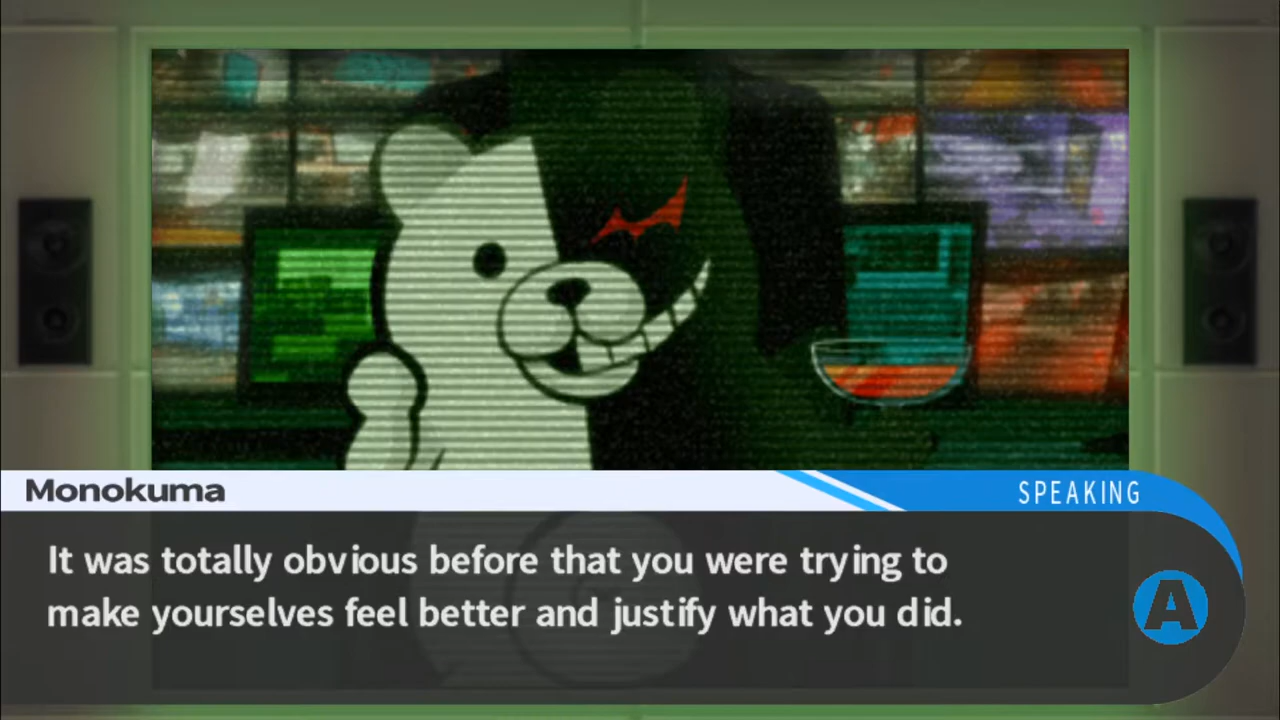 Monokuma
SPEAKING
It was totally obvious before that you were trying to
make yourselves feel better and justify what you did.
A